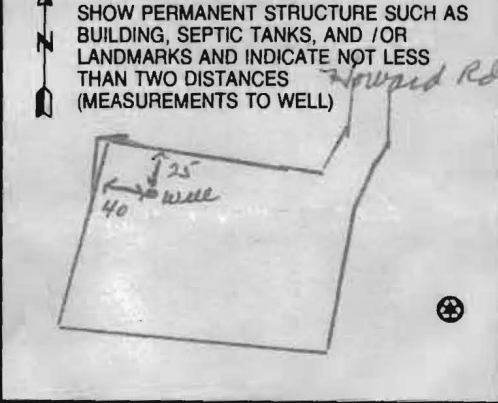 SHOW PERMANENT STRUCTURE SUCH AS
N
BUILDING, SEPTIC TANKS, AND /OR
LANDMARKS AND INDICATE NOT LESS
THAN TWO DISTANCES
(MEASUREMENTS TO WELL)
Howard Rd
25
40
well